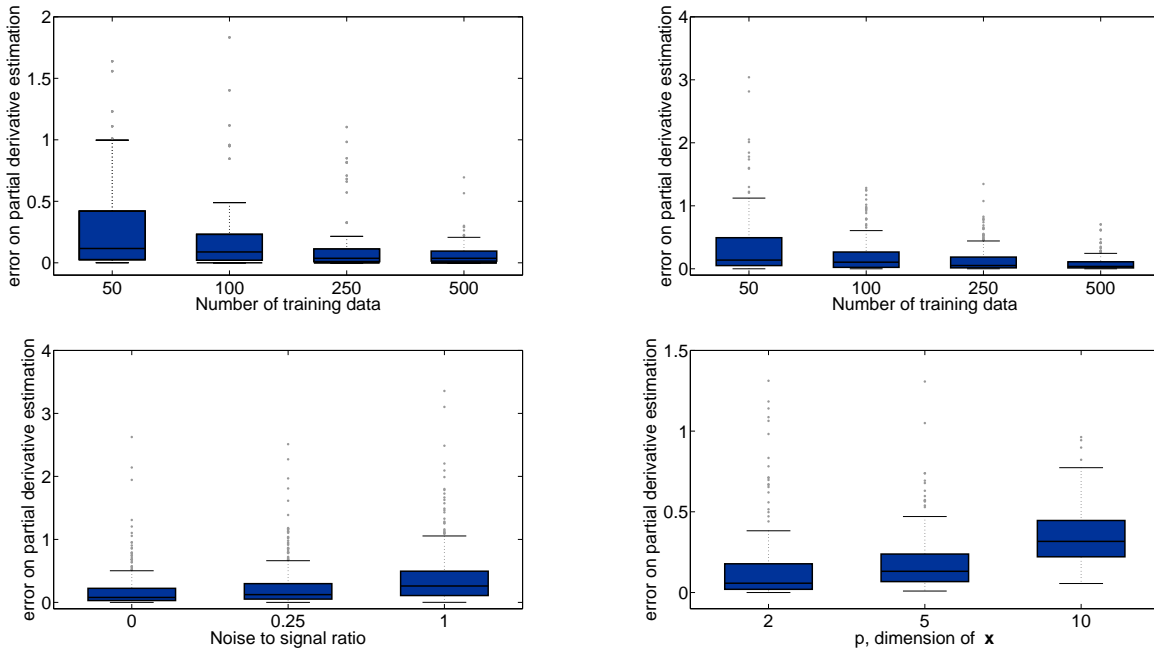 error on partial derivative estimation
2
1.5
1
0.5
0
50 100 250 500
Number of training data
error on partial derivative estimation
4
3
2
1
0
50 100 250 500
Number of training data
error on partial derivative estimation
4
3
2
1
0
0 0.25 1
Noise to signal ratio
error on partial derivative estimation
1.5
1
0.5
0
2 5 10
p, dimension of x